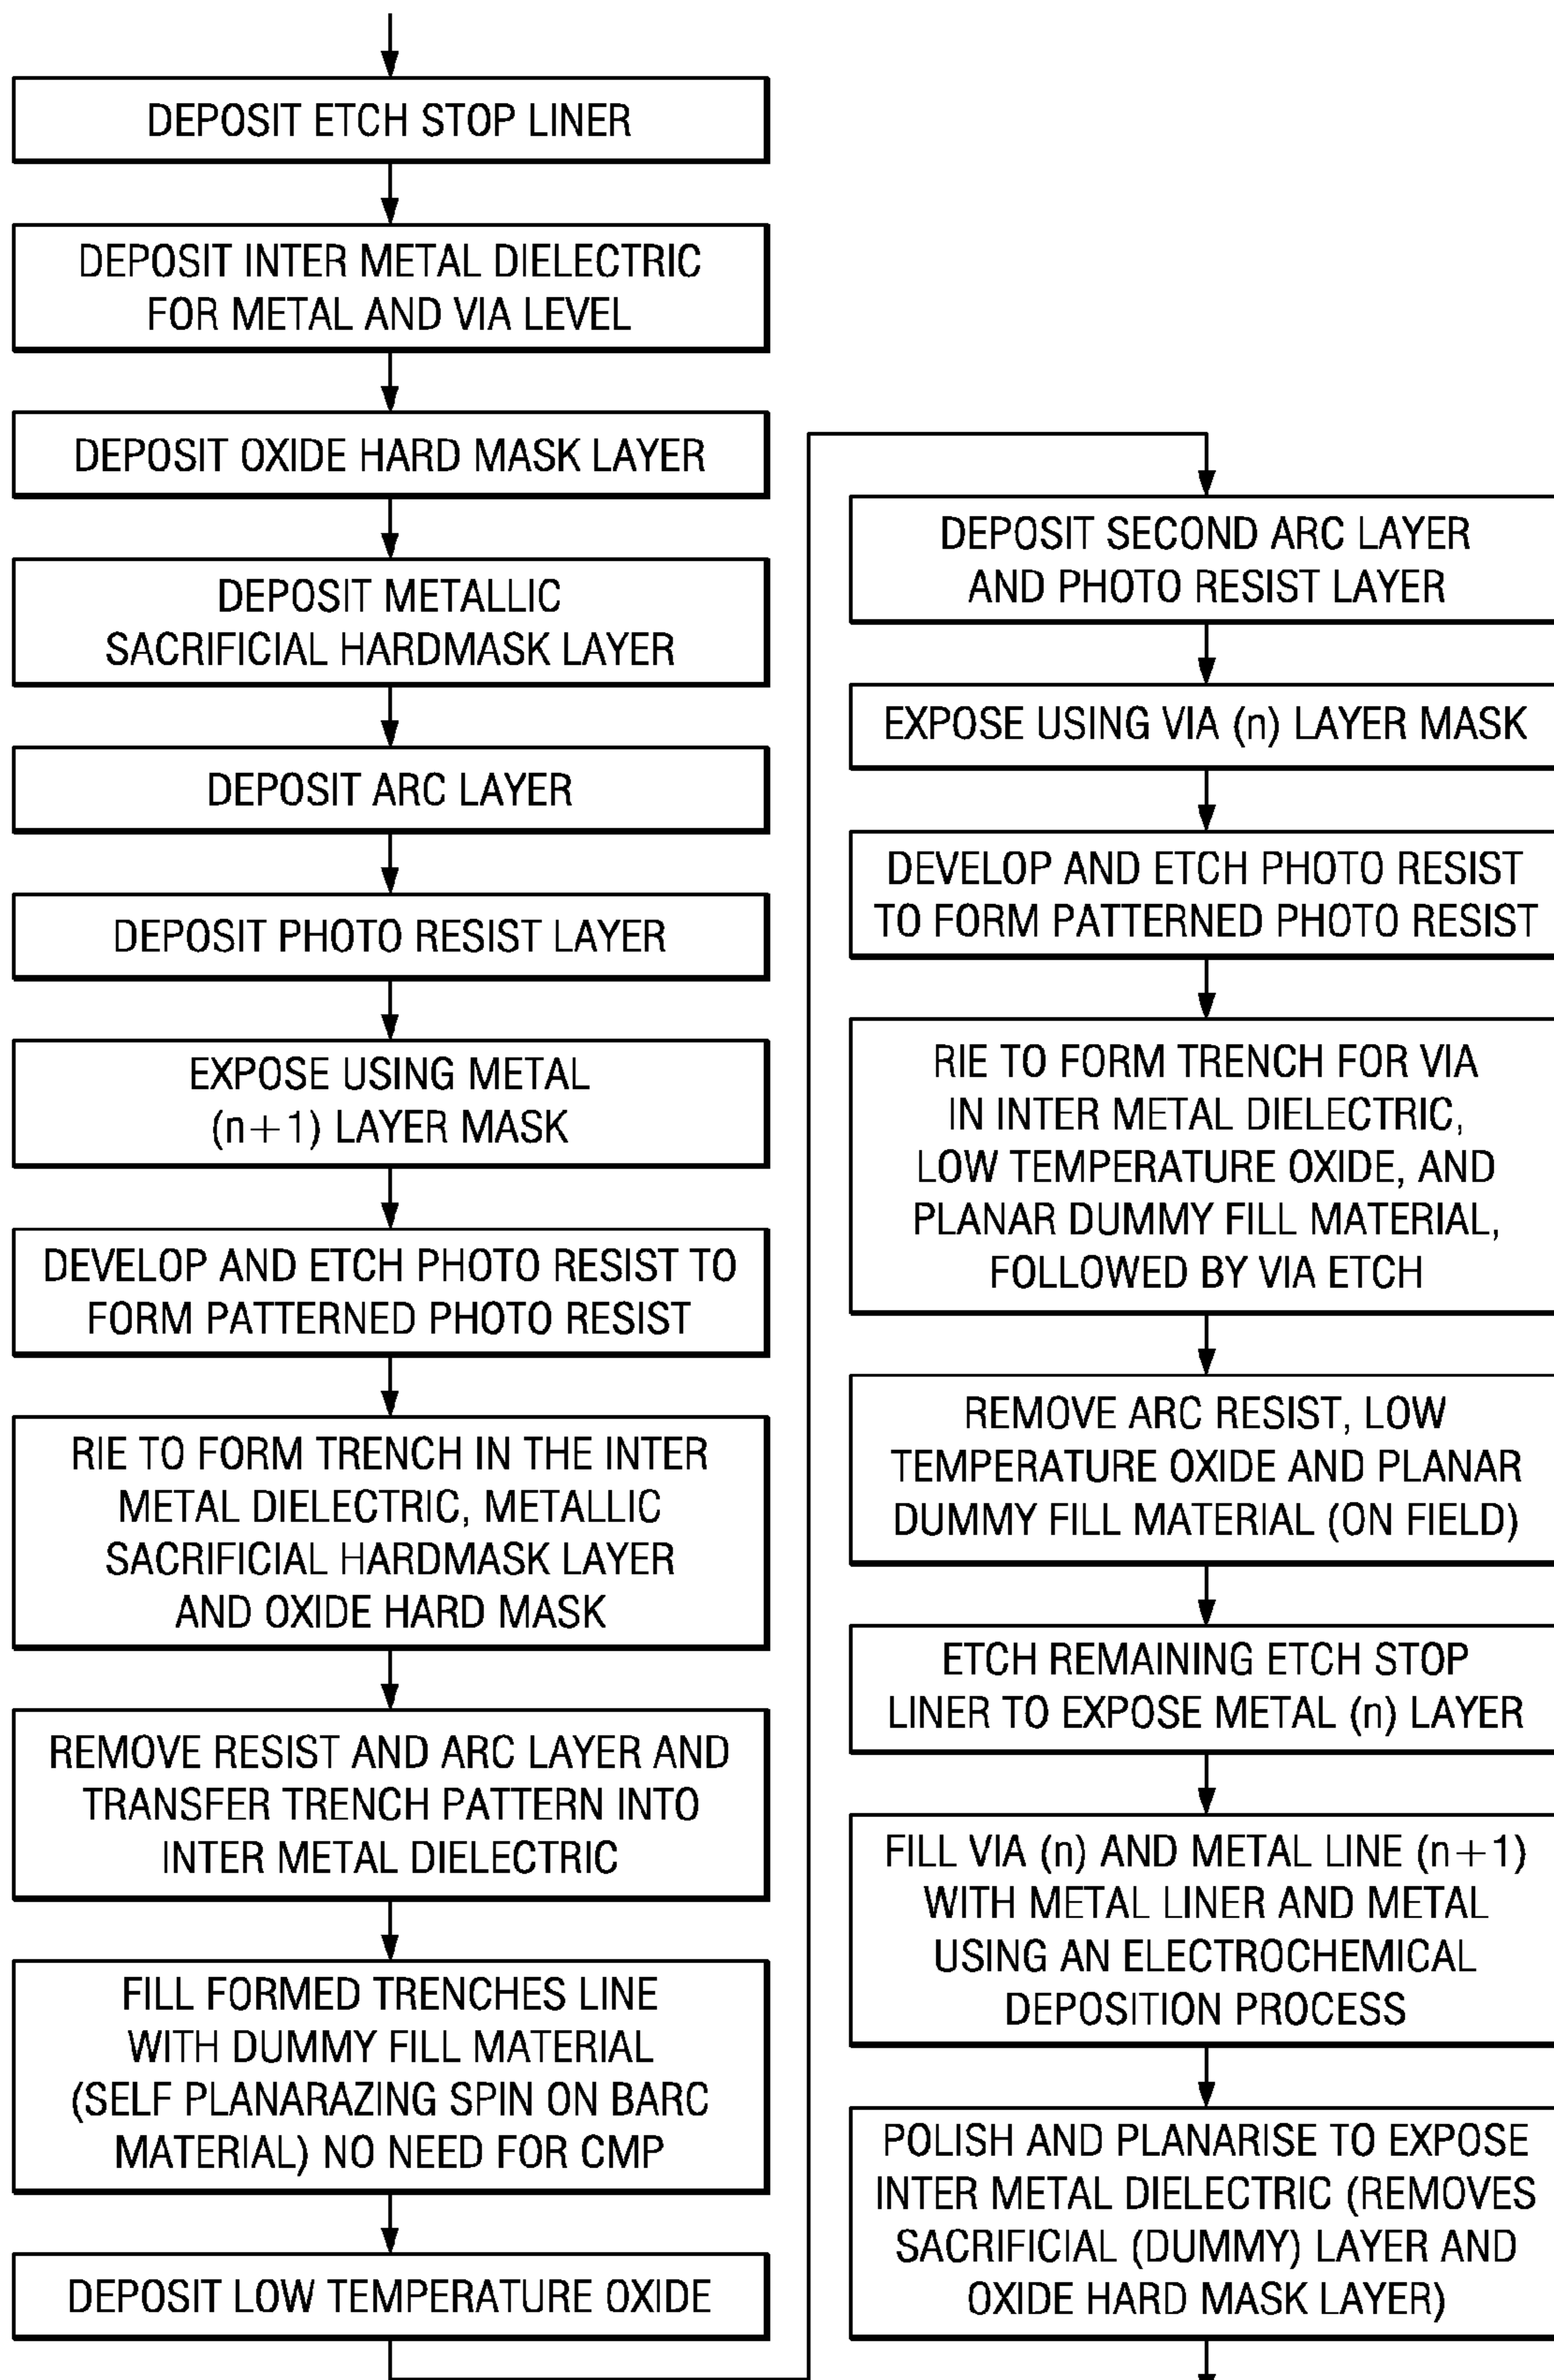 DEPOSIT ETCH STOP LINER
DEPOSIT INTER METAL DIELECTRIC
FOR METAL AND VIA LEVEL
DEPOSIT OXIDE HARD MASK LAYER
DEPOSIT METALLIC
SACRIFICIAL HARDMASK LAYER
DEPOSIT ARC LAYER
DEPOSIT PHOTO RESIST LAYER
EXPOSE USING METAL
(n+1) LAYER MASK
DEVELOP AND ETCH PHOTO RESIST TO
FORM PATTERNED PHOTO RESIST
RIE TO FORM TRENCH IN THE INTER
METAL DIELECTRIC, METALLIC
SACRIFICIAL HARDMASK LAYER
AND OXIDE HARD MASK
REMOVE RESIST AND ARC LAYER AND
TRANSFER TRENCH PATTERN INTO
INTER METAL DIELECTRIC
FILL FORMED TRENCHES LINE
WITH DUMMY FILL MATERIAL
(SELF PLANARAZING SPIN ON BARC
MATERIAL) NO NEED FOR CMP
DEPOSIT LOW TEMPERATURE OXIDE
DEPOSIT SECOND ARC LAYER
AND PHOTO RESIST LAYER
EXPOSE USING VIA (n) LAYER MASK
DEVELOP AND ETCH PHOTO RESIST
TO FORM PATTERNED PHOTO RESIST
RIE TO FORM TRENCH FOR VIA
IN INTER METAL DIELECTRIC,
LOW TEMPERATURE OXIDE, AND
PLANAR DUMMY FILL MATERIAL,
FOLLOWED BY VIA ETCH
REMOVE ARC RESIST, LOW
TEMPERATURE OXIDE AND PLANAR
DUMMY FILL MATERIAL (ON FIELD)
ETCH REMAINING ETCH STOP
LINER TO EXPOSE METAL (n) LAYER
FILL VIA (n) AND METAL LINE (n+1)
WITH METAL LINER AND METAL
USING AN ELECTROCHEMICAL
DEPOSITION PROCESS
POLISH AND PLANARISE TO EXPOSE
INTER METAL DIELECTRIC (REMOVES
SACRIFICIAL (DUMMY) LAYER AND
OXIDE HARD MASK LAYER)